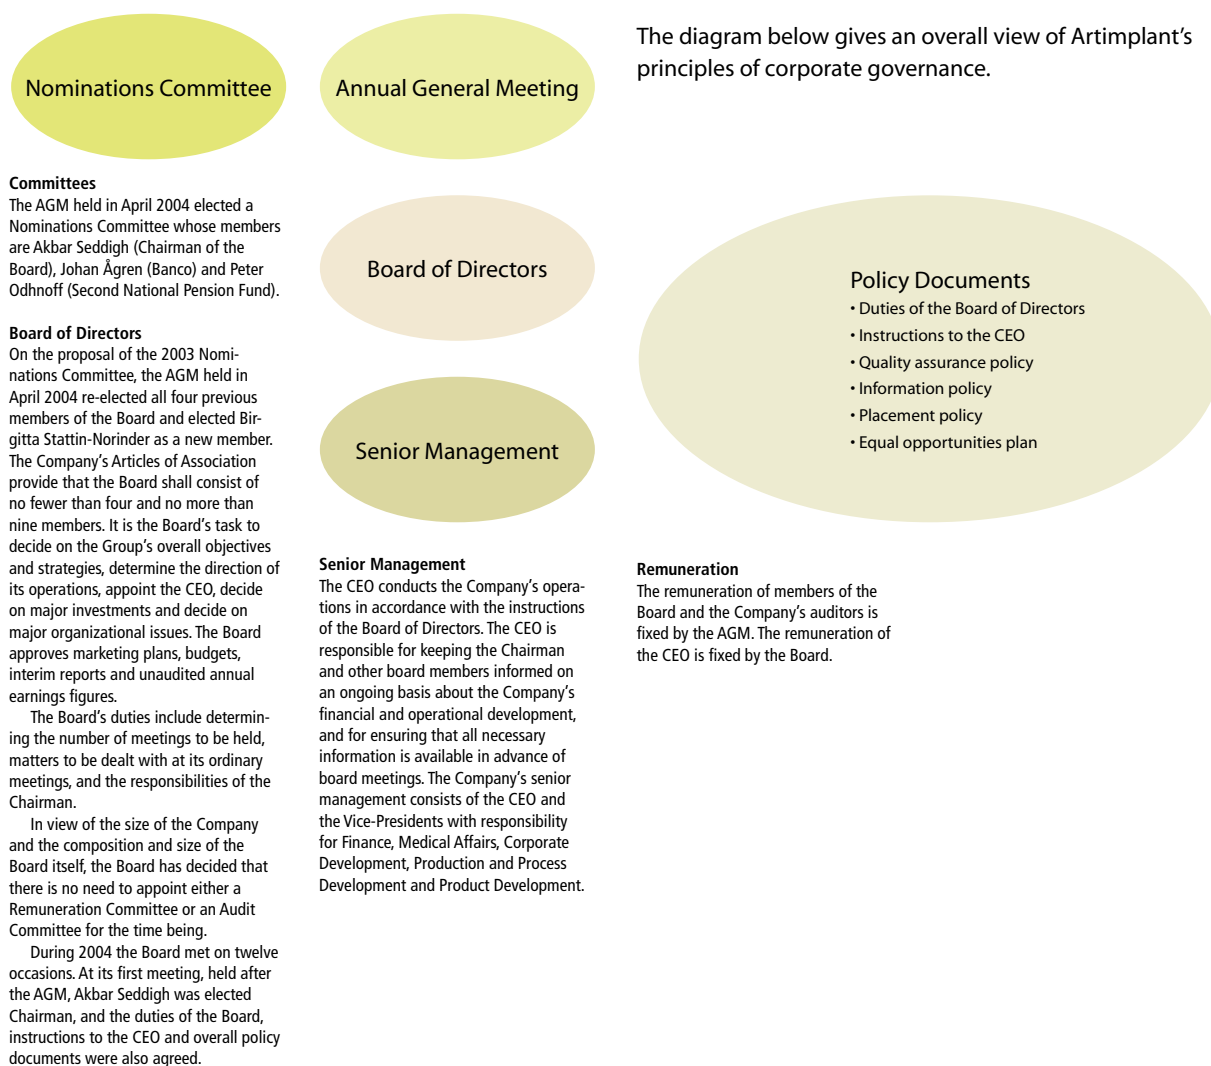 Nominations Committee
Annual General Meeting
The diagram below gives an overall view of Artimplant’s
principles of corporate governance.
Committees
The AGM held in April 2004 elected a
Nominations Committee whose members
are Akbar Seddigh (Chairman of the
Board), Johan Ågren (Banco) and Peter
Odhnoff (Second National Pension Fund).
Board of Directors
On the proposal of the 2003 Nomi-
nations Committee, the AGM held in
April 2004 re-elected all four previous
members of the Board and elected Bir-
gitta Stattin-Norinder as a new member.
The Company’s Articles of Association
provide that the Board shall consist of
no fewer than four and no more than
nine members. It is the Board’s task to
decide on the Group’s overall objectives
and strategies, determine the direction of
its operations, appoint the CEO, decide
on major investments and decide on
major organizational issues. The Board
approves marketing plans, budgets,
interim reports and unaudited annual
earnings figures.
The Board’s duties include determin-
ing the number of meetings to be held,
matters to be dealt with at its ordinary
meetings, and the responsibilities of the
Chairman.
In view of the size of the Company
and the composition and size of the
Board itself, the Board has decided that
there is no need to appoint either a
Remuneration Committee or an Audit
Committee for the time being.
During 2004 the Board met on twelve
occasions. At its first meeting, held after
the AGM, Akbar Seddigh was elected
Chairman, and the duties of the Board,
instructions to the CEO and overall policy
documents were also agreed.
Board of Directors
Senior Management
Senior Management
The CEO conducts the Company’s opera-
tions in accordance with the instructions
of the Board of Directors. The CEO is
responsible for keeping the Chairman
and other board members informed on
an ongoing basis about the Company’s
financial and operational development,
and for ensuring that all necessary
information is available in advance of
board meetings. The Company’s senior
management consists of the CEO and
the Vice-Presidents with responsibility
for Finance, Medical Affairs, Corporate
Development, Production and Process
Development and Product Development.
Policy Documents
• Duties of the Board of Directors
• Instructions to the CEO
• Quality assurance policy
• Information policy
• Placement policy
• Equal opportunities plan
Remuneration
The remuneration of members of the
Board and the Company’s auditors is
fixed by the AGM. The remuneration of
the CEO is fixed by the Board.